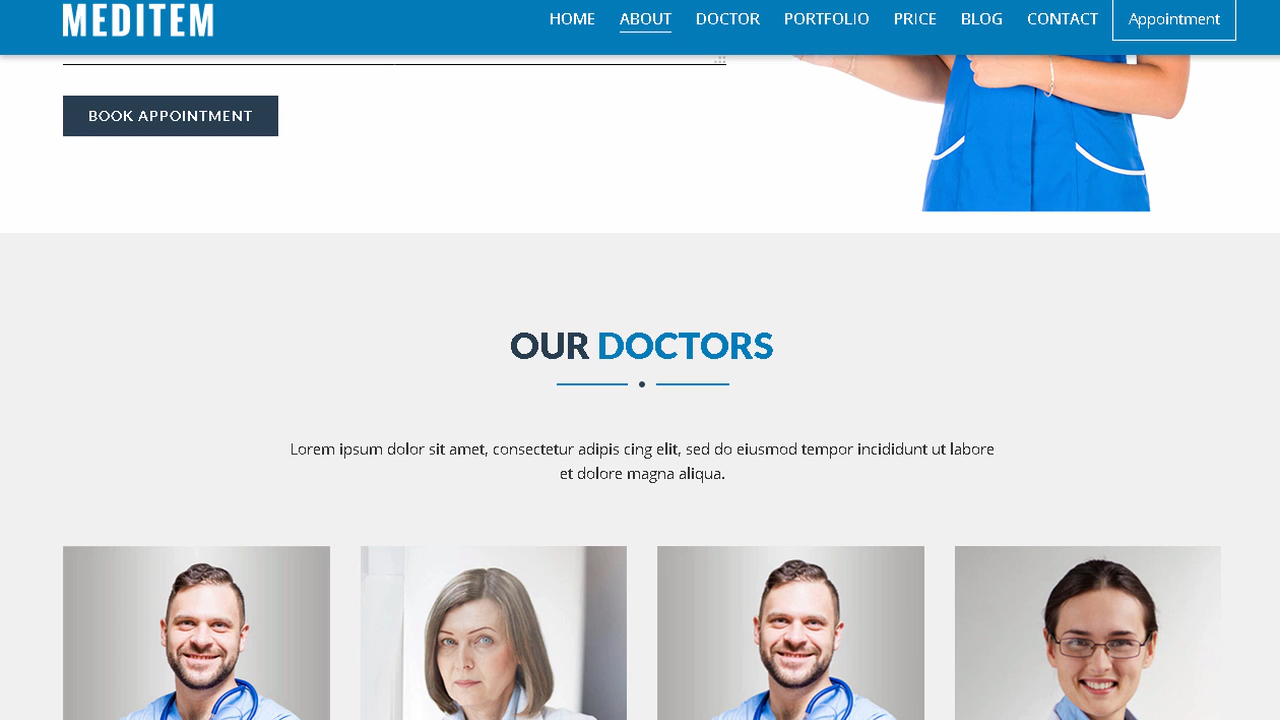 MEDITEM
HOME ABOUT DOCTOR PORTFOLIO PRICE BLOG CONTACT Appointment
BOOK APPOINTMENT
OUR DOCTORS
Lorem ipsum dolor sit amet, consectetur adipis cing elit, sed do eiusmod tempor incididunt ut labore
et dolore magna aliqua.